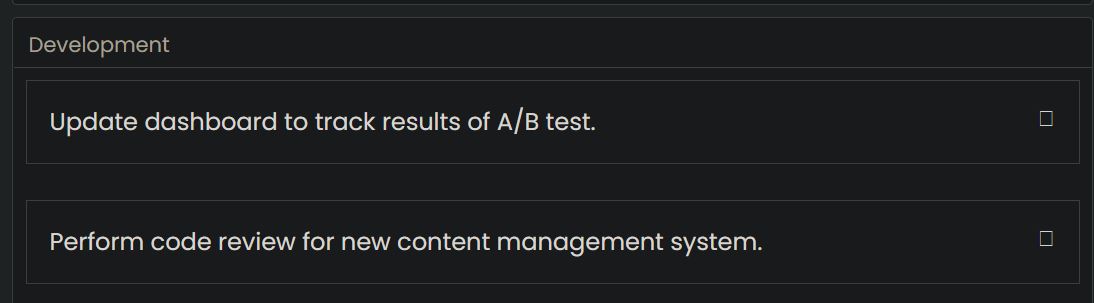 Development
Update dashboard to track results of A/B test.
Perform code review for new content management system.